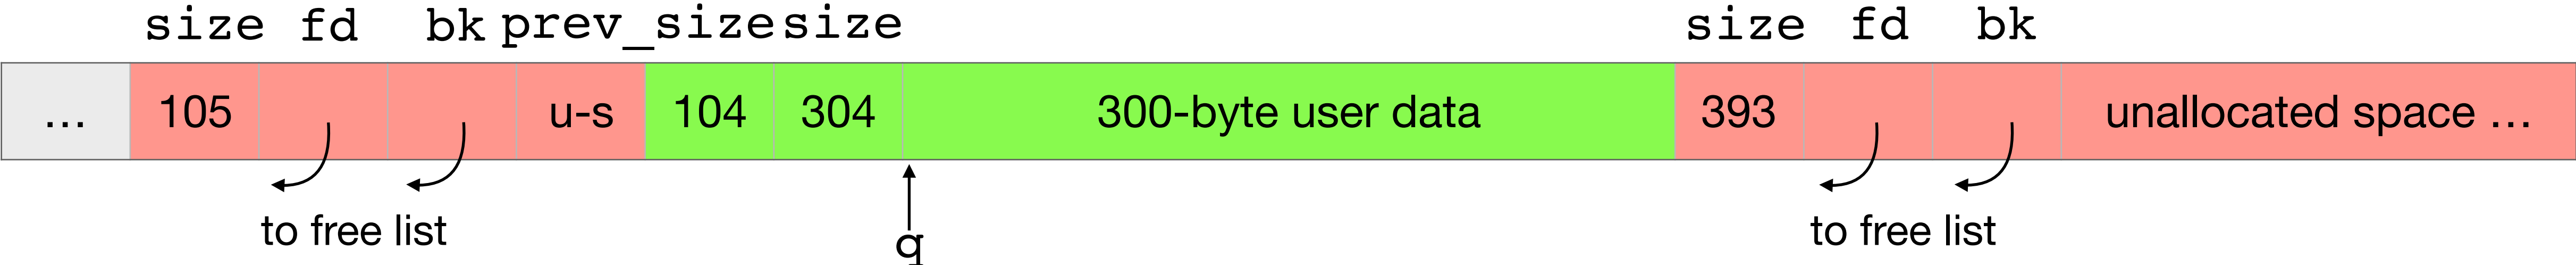 size fd bk prev_size size size fd bk
... 105 u-s 104 304 300-byte user data 393 unallocated space ...
to free list q to free list